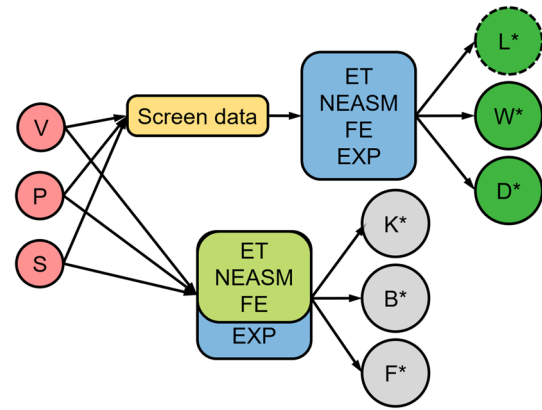 V
P
S
Screen data
ET
NEASM
FE
EXP
L*
W*
D*
ET
NEASM
FE
EXP
K*
B*
F*